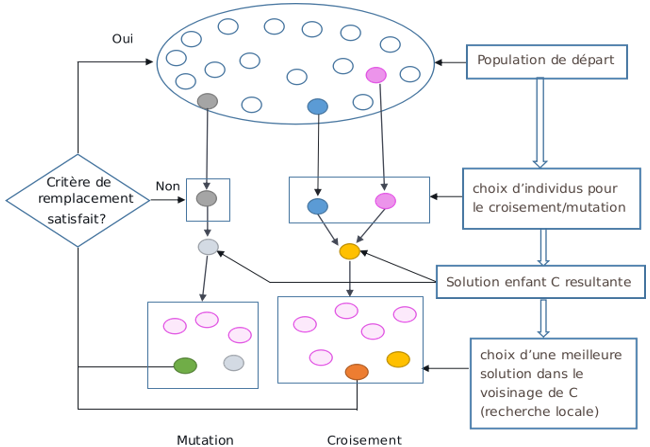 Oui
Population de départ
Critère de
remplacement
satisfait?
Non
choix d’individus pour
le croisement/mutation
Solution enfant C resultante
choix d’une meilleure
solution dans le
voisinage de C
(recherche locale)
Mutation
Croisement